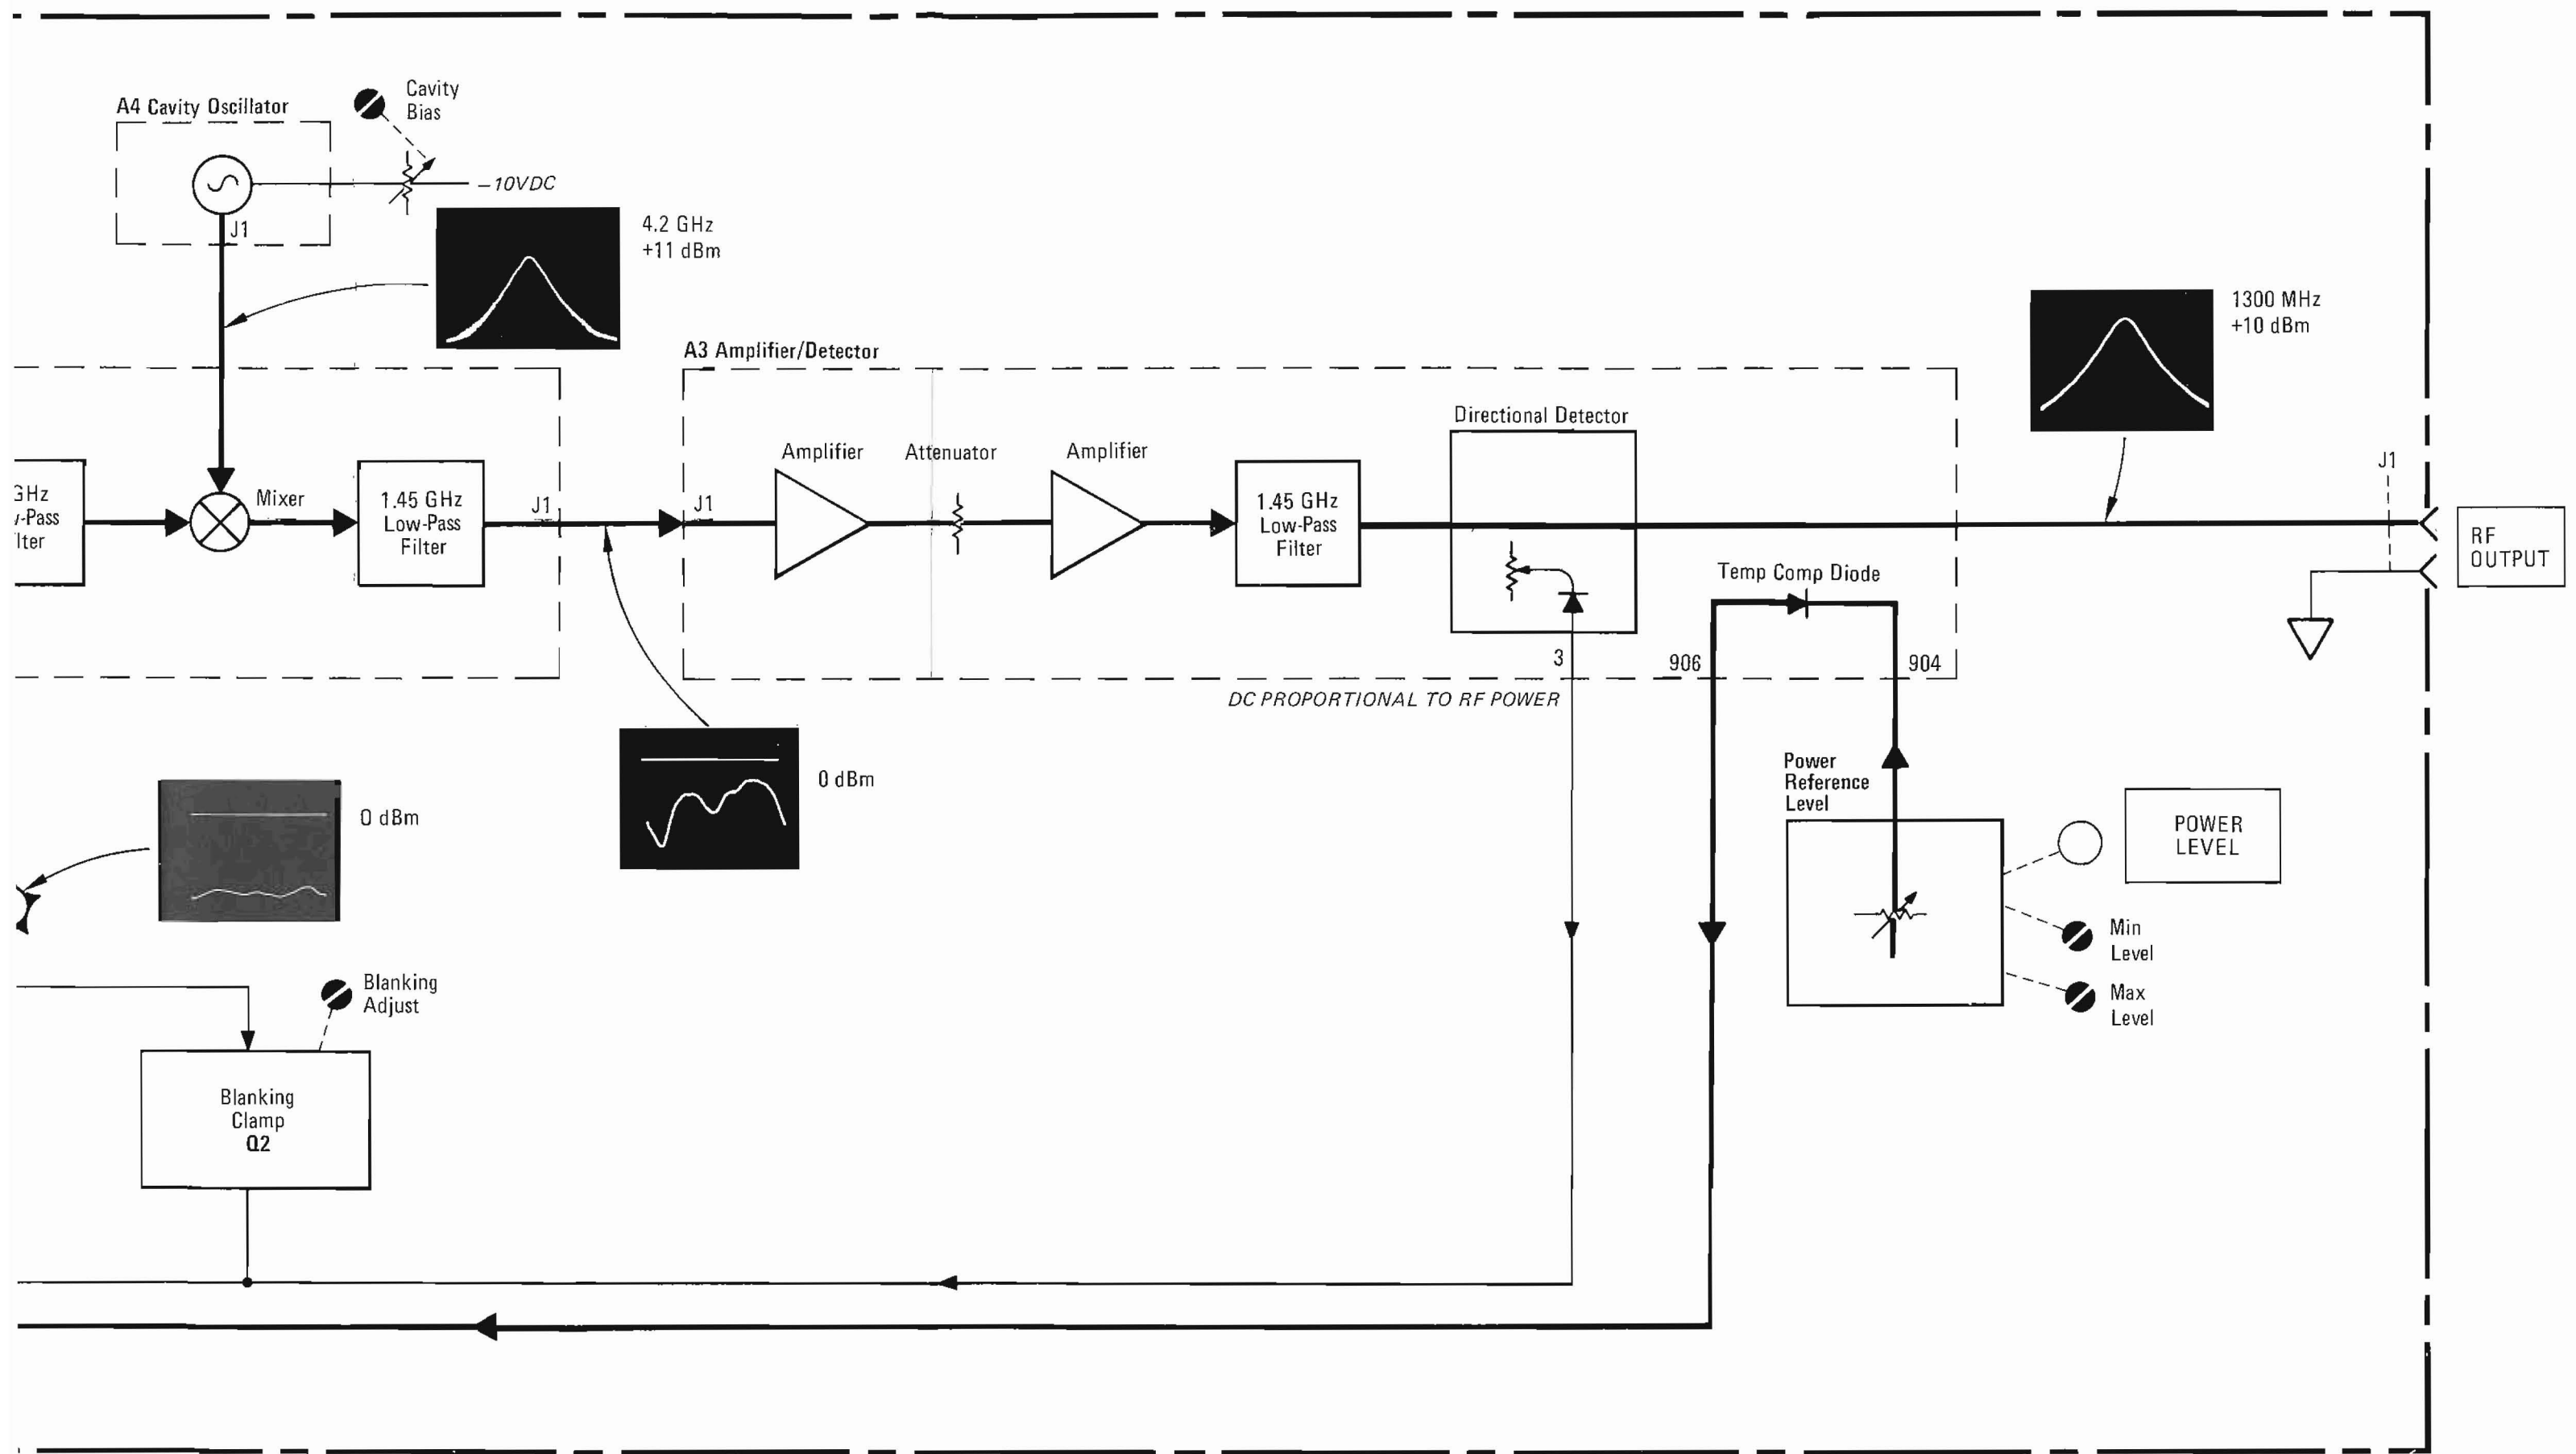 A4 Cavity Oscillator
Cavity
Bias
–10VDC
J1
4.2 GHz
+11 dBm
1300 MHz
+10 dBm
A3 Amplifier/Detector
Directional Detector
Amplifier
Attenuator
Amplifier
J1
GHz
Mixer
1.45 GHz
Low-Pass
Filter
J1
J1
1.45 GHz
Low-Pass
Filter
RF
OUTPUT
Temp Comp Diode
3
906
904
DC PROPORTIONAL TO RF POWER
Power
Reference
Level
0 dBm
0 dBm
POWER
LEVEL
Min
Level
Max
Level
Blanking
Adjust
Blanking
Clamp
Q2